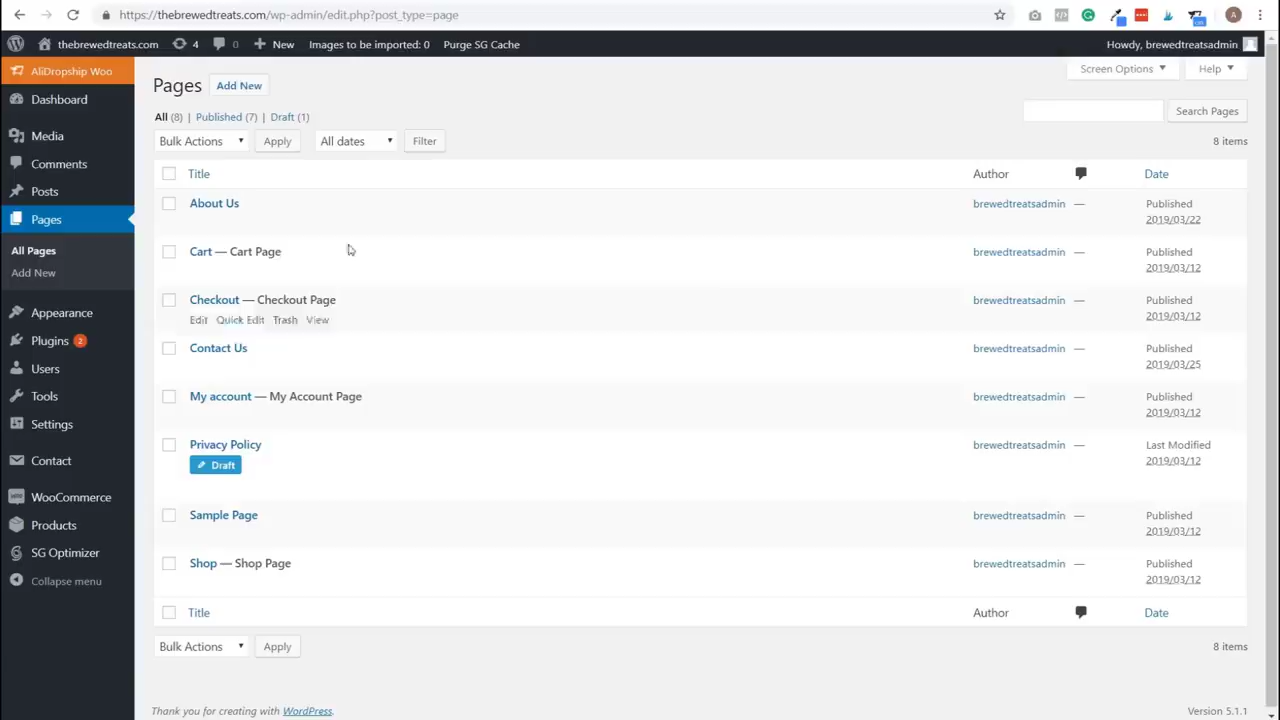 https://thebrewedtreats.com/wp-admin/edit.php?post_type=page
thebrewedtreats.com 4 0 New Images to be imported: 0 Purge SG Cache Howdy, brewedtreatsadmin
AliDropship Woo
Dashboard
Media
Comments
Posts
Pages
All Pages
Add New
Appearance
Plugins 2
Users
Tools
Settings
Contact
WooCommerce
Products
SG Optimizer
Collapse menu
Screen Options Help
Pages Add New
All (8) | Published (7) | Draft (1)
Search Pages
Bulk Actions Apply All dates Filter 8 items
Title Author Date
About Us brewedtreatsadmin — Published
2019/03/22
Cart — Cart Page brewedtreatsadmin — Published
2019/03/12
Checkout — Checkout Page brewedtreatsadmin — Published
Edit Quick Edit Trash View 2019/03/12
Contact Us brewedtreatsadmin — Published
2019/03/25
My account — My Account Page brewedtreatsadmin — Published
2019/03/12
Privacy Policy brewedtreatsadmin — Last Modified
Draft 2019/03/12
Sample Page brewedtreatsadmin — Published
2019/03/12
Shop — Shop Page brewedtreatsadmin — Published
2019/03/12
Title Author Date
Bulk Actions Apply 8 items
Thank you for creating with WordPress. Version 5.1.1